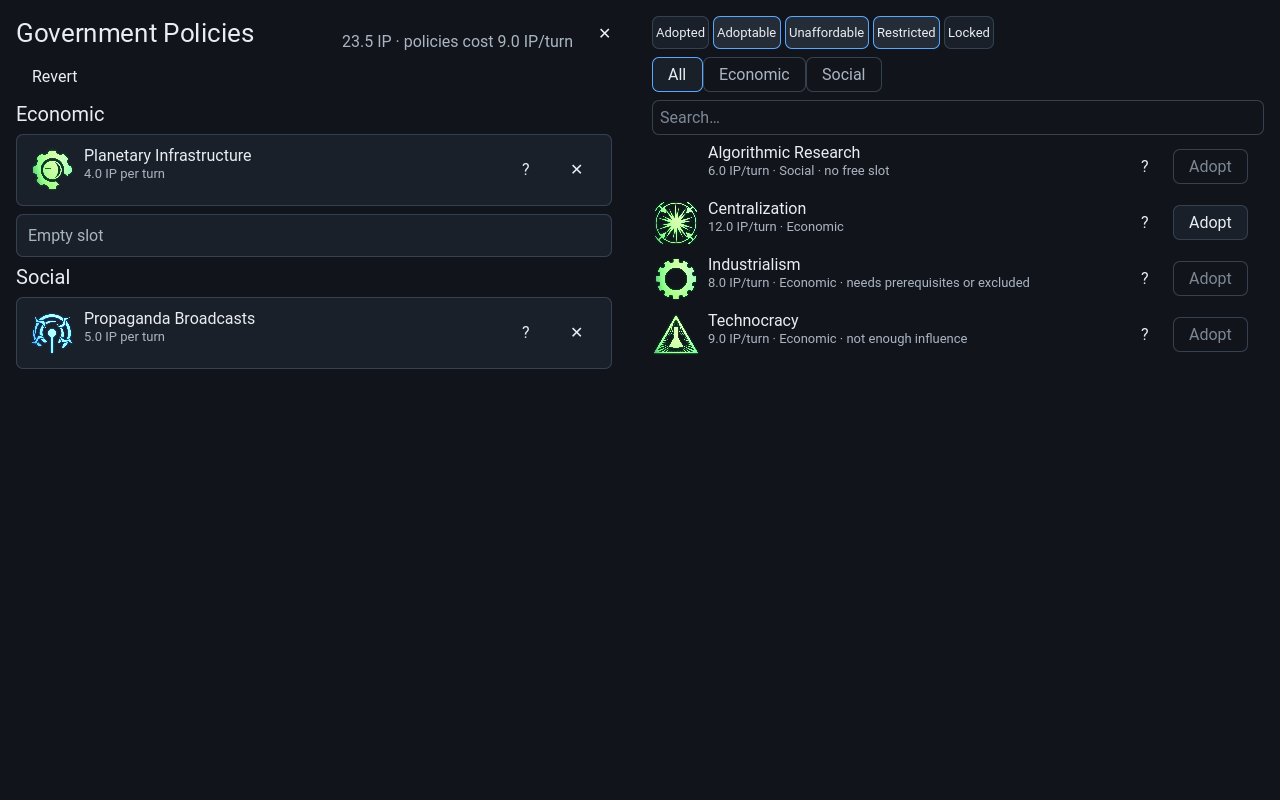 Government Policies
23.5 IP · policies cost 9.0 IP/turn
×
Revert
Economic
Planetary Infrastructure
4.0 IP per turn
?
×
Empty slot
Social
Propaganda Broadcasts
5.0 IP per turn
?
×
Adopted
Adoptable
Unaffordable
Restricted
Locked
All
Economic
Social
Search…
Algorithmic Research
6.0 IP/turn · Social · no free slot
?
Adopt
Centralization
12.0 IP/turn · Economic
?
Adopt
Industrialism
8.0 IP/turn · Economic · needs prerequisites or excluded
?
Adopt
Technocracy
9.0 IP/turn · Economic · not enough influence
?
Adopt